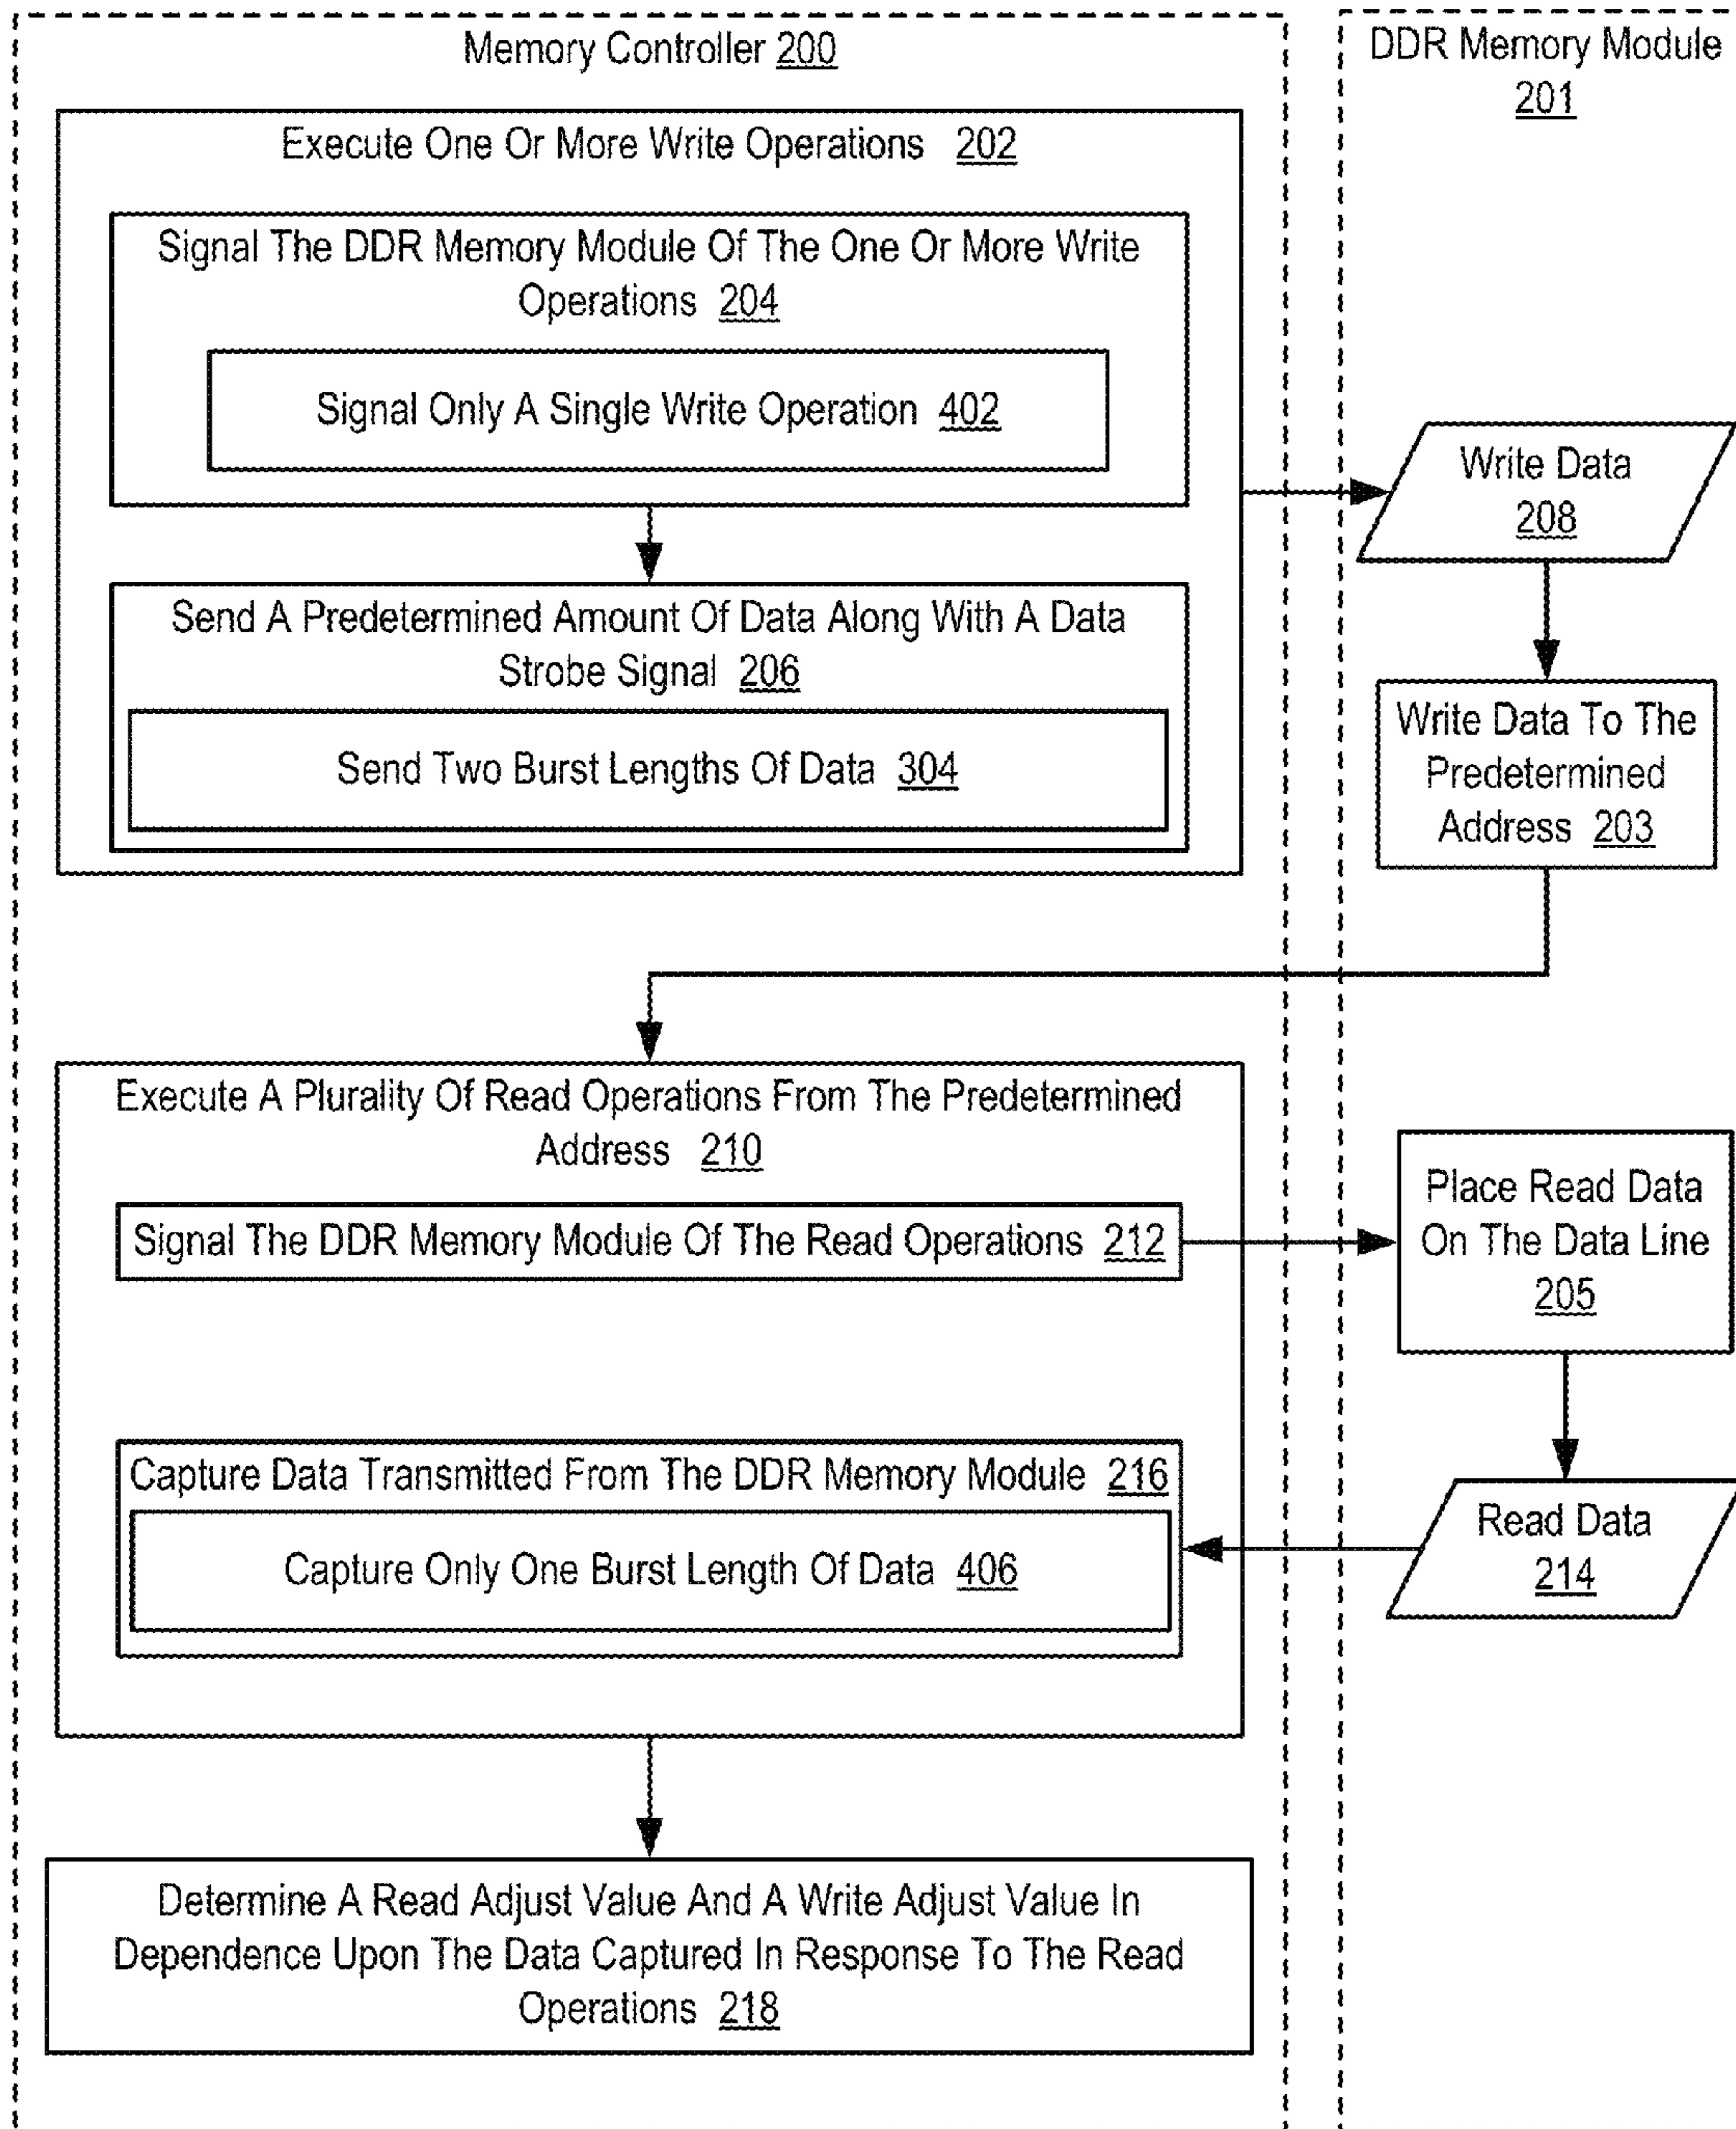 Memory Controller 200
DDR Memory Module
201
Execute One Or More Write Operations 202
Signal The DDR Memory Module Of The One Or More Write
Operations 204
Signal Only A Single Write Operation 402
Send A Predetermined Amount Of Data Along With A Data
Strobe Signal 206
Send Two Burst Lengths Of Data 304
Write Data
208
Write Data To The
Predetermined
Address 203
Execute A Plurality Of Read Operations From The Predetermined
Address 210
Signal The DDR Memory Module Of The Read Operations 212
Place Read Data
On The Data Line
205
Capture Data Transmitted From The DDR Memory Module 216
Capture Only One Burst Length Of Data 406
Read Data
214
Determine A Read Adjust Value And A Write Adjust Value In
Dependence Upon The Data Captured In Response To The Read
Operations 218